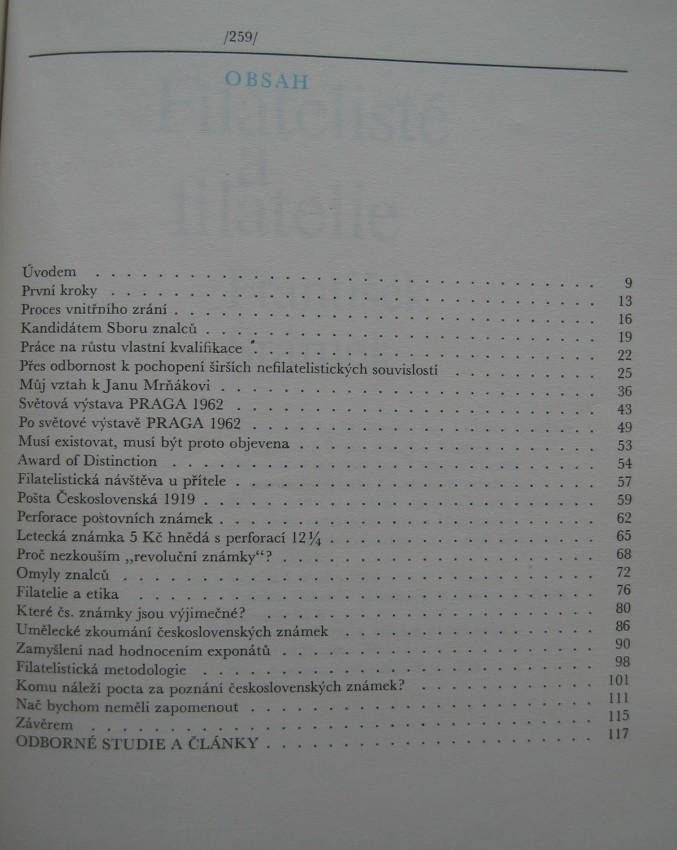 /259/
OBSAH
Úvodem . . . . . . . . . . . . . . . . . . . . . . . . . . 9
První kroky . . . . . . . . . . . . . . . . . . . . . . . . . 13
Proces vnitřního zrání . . . . . . . . . . . . . . . . . . . . . 16
Kandidátem Sboru znalců . . . . . . . . . . . . . . . . . . . . 19
Práce na růstu vlastní kvalifikace . . . . . . . . . . . . . . . . . 22
Přes odbornost k pochopení širších nefilatelistických souvislostí . . . . . . . 25
Můj vztah k Janu Mrňákovi . . . . . . . . . . . . . . . . . . . 36
Světová výstava PRAGA 1962 . . . . . . . . . . . . . . . . . . 43
Po světové výstavě PRAGA 1962 . . . . . . . . . . . . . . . . . 49
Musí existovat, musí být proto objevena . . . . . . . . . . . . . . . 53
Award of Distinction . . . . . . . . . . . . . . . . . . . . . 54
Filatelistická návštěva u přítele . . . . . . . . . . . . . . . . . . 57
Pošta Československá 1919 . . . . . . . . . . . . . . . . . . . 59
Perforace poštovních známek . . . . . . . . . . . . . . . . . . . 62
Letecká známka 5 Kč hnědá s perforací 12¼ . . . . . . . . . . . . . 65
Proč nezkouším „revoluční známky“? . . . . . . . . . . . . . . . . 68
Omyly znalců . . . . . . . . . . . . . . . . . . . . . . . . 72
Filatelie a etika . . . . . . . . . . . . . . . . . . . . . . . 76
Které čs. známky jsou výjimečné? . . . . . . . . . . . . . . . . . 80
Umělecké zkoumání československých známek . . . . . . . . . . . . 86
Zamyšlení nad hodnocením exponátů . . . . . . . . . . . . . . . . 90
Filatelistická metodologie . . . . . . . . . . . . . . . . . . . . 98
Komu náleží pocta za poznání československých známek? . . . . . . . . . 101
Nač bychom neměli zapomenout . . . . . . . . . . . . . . . . . . 111
Závěrem . . . . . . . . . . . . . . . . . . . . . . . . . . 115
ODBORNÉ STUDIE A ČLÁNKY . . . . . . . . . . . . . . . . . 117
Filatelisté
a
filatelie